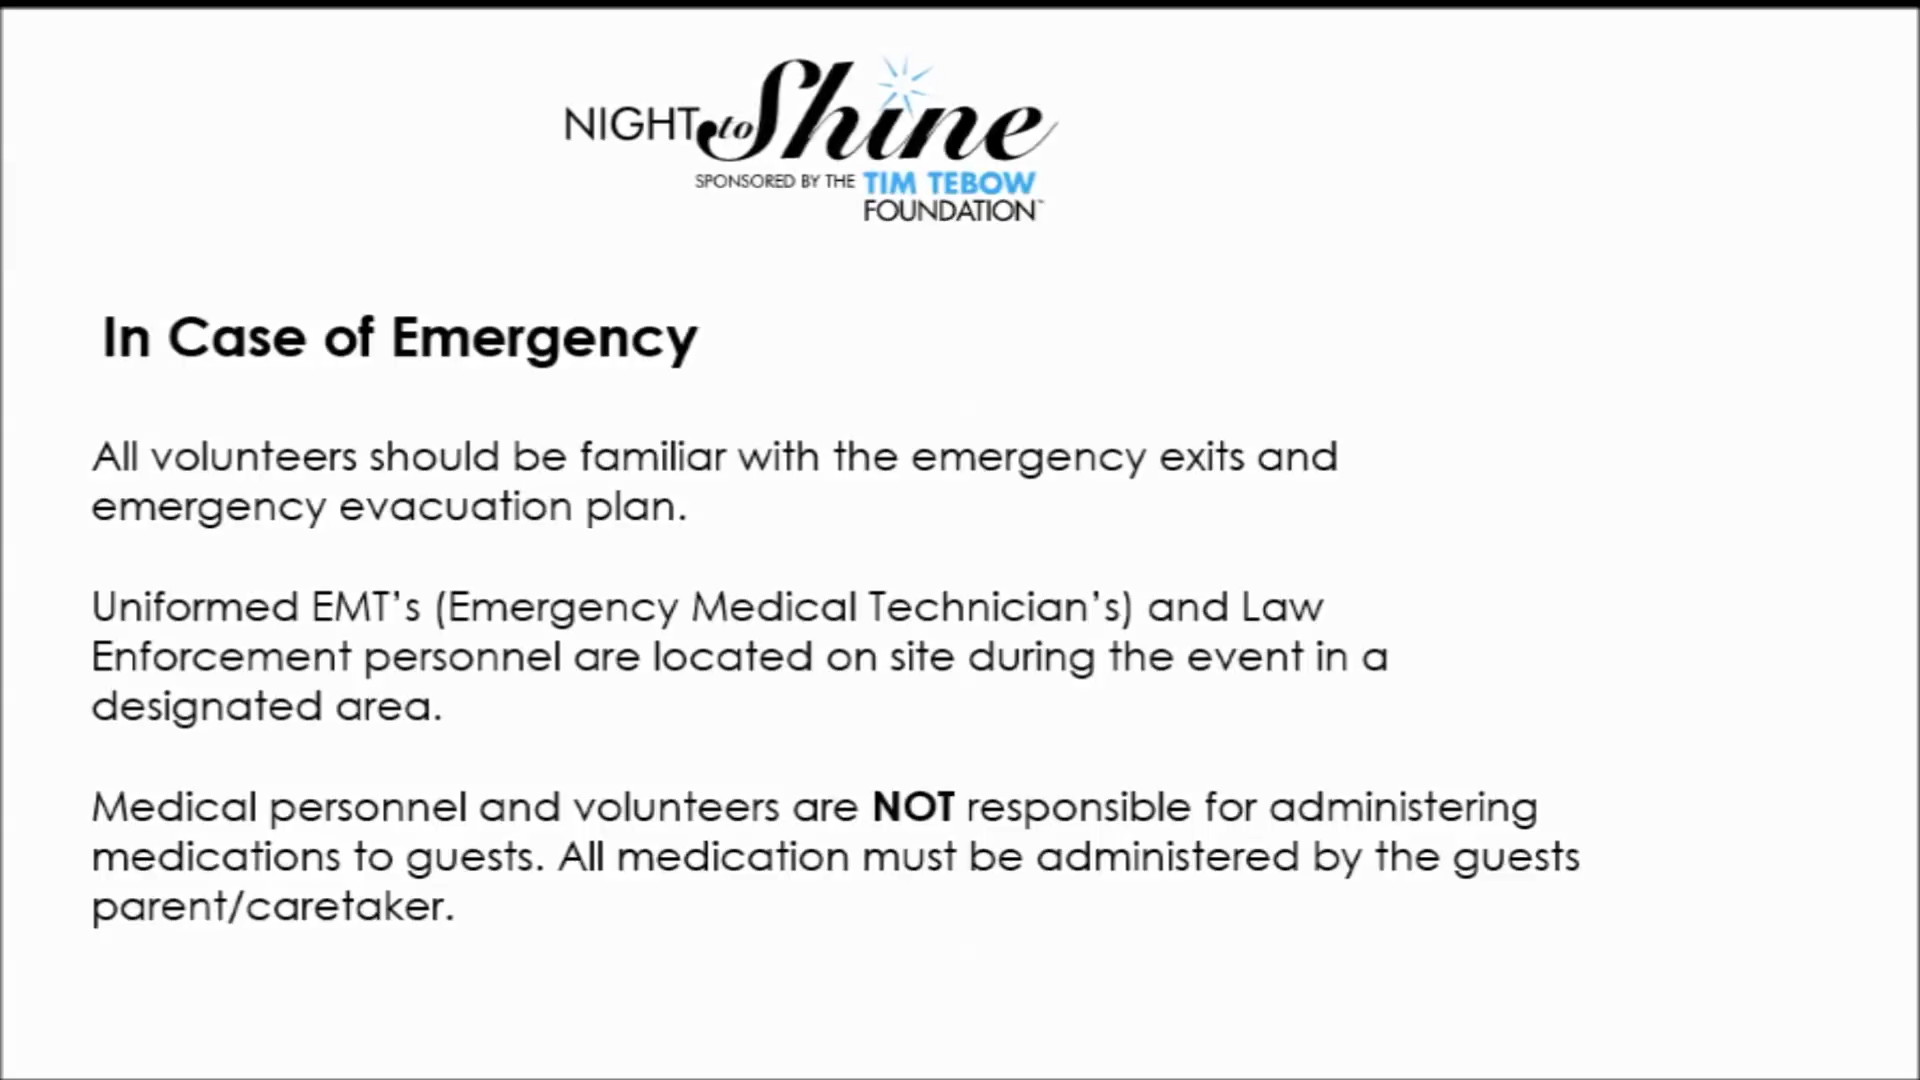 NIGHT to Shine
SPONSORED BY THE TIM TEBOW
FOUNDATION™
In Case of Emergency
All volunteers should be familiar with the emergency exits and
emergency evacuation plan.
Uniformed EMT’s (Emergency Medical Technician’s) and Law
Enforcement personnel are located on site during the event in a
designated area.
Medical personnel and volunteers are NOT responsible for administering
medications to guests. All medication must be administered by the guests
parent/caretaker.